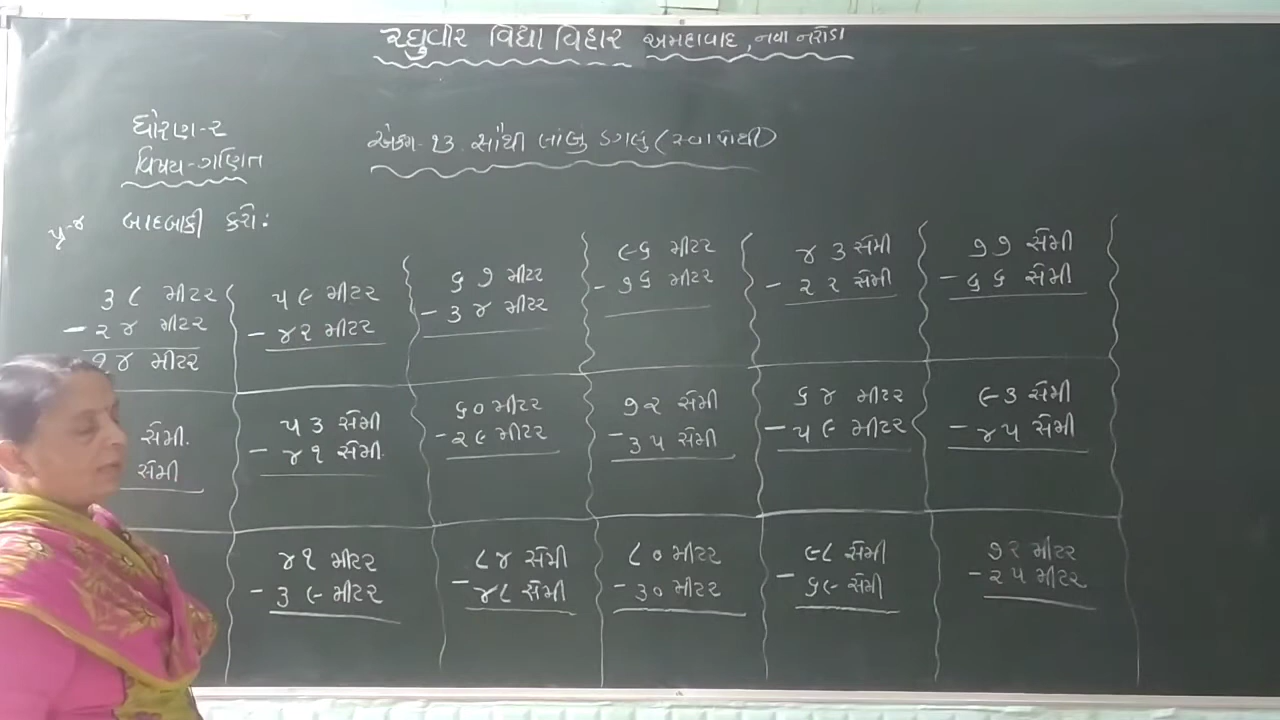 રઘુવીર વિદ્યા વિહાર અમદાવાદ, નવા નરોડા
ધોરણ-૨
વિષય-ગણિત
એકમ-૧૩ સૌથી લાંબુ ડગલું (સ્વાપોથી)
પૃ-૪ બાદબાકી કરો:
૩૮ મીટર
- ૨૪ મીટર
૧૪ મીટર
૫૯ મીટર
- ૪૨ મીટર
૬૭ મીટર
- ૩૪ મીટર
૯૬ મીટર
- ૭૬ મીટર
૪૩ સેમી
- ૨૨ સેમી
૭૭ સેમી
- ૬૬ સેમી
સેમી.
સેમી
૫૩ સેમી
- ૪૧ સેમી.
૬૦ મીટર
- ૨૯ મીટર
૭૨ સેમી
- ૩૫ સેમી
૬૪ મીટર
- ૫૯ મીટર
૯૩ સેમી
- ૪૫ સેમી
૪૧ મીટર
- ૩૯ મીટર
૮૪ સેમી
- ૪૮ સેમી
૮૦ મીટર
- ૩૦ મીટર
૯૮ સેમી
- ૬૯ સેમી
૭૨ મીટર
- ૨૫ મીટર